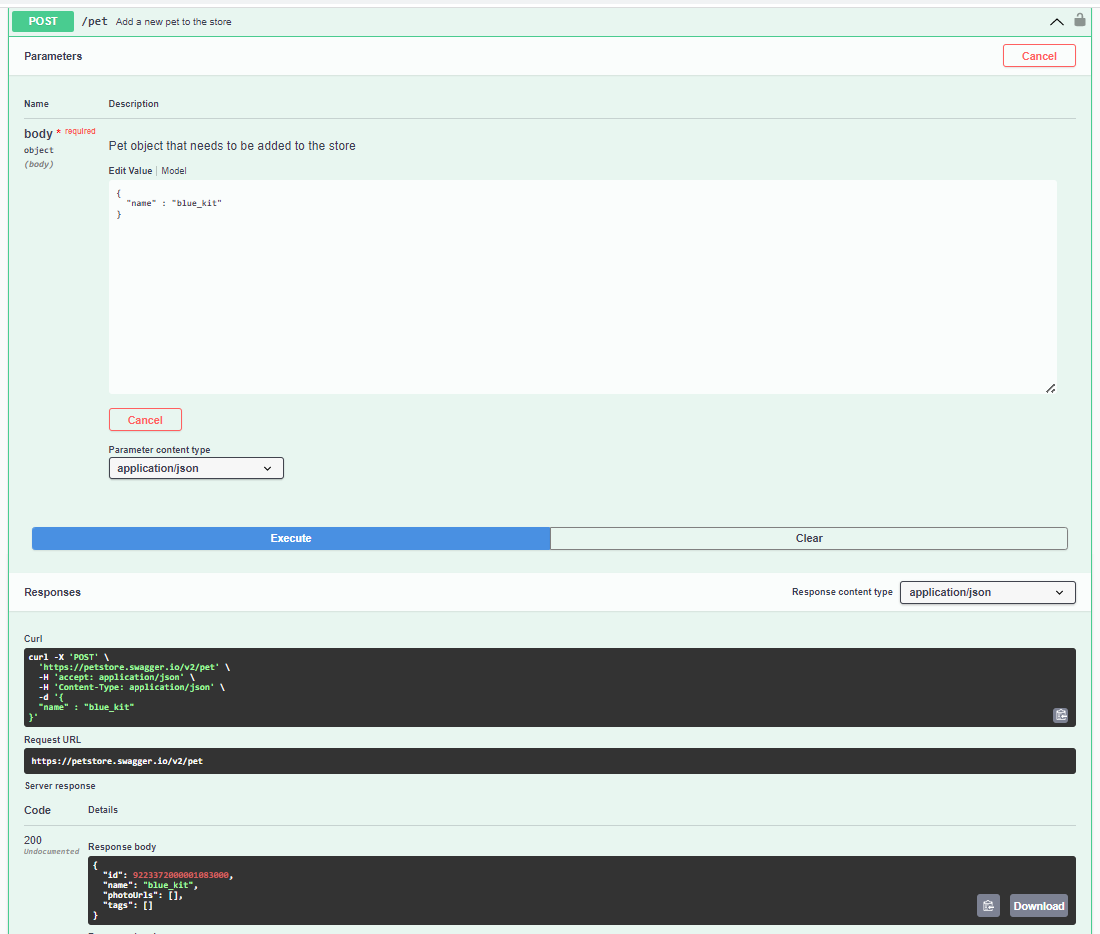 POST /pet Add a new pet to the store
Parameters
Cancel
Name Description
body * required
object
(body)
Pet object that needs to be added to the store
Edit Value | Model
{
"name" : "blue_kit"
}
Cancel
Parameter content type
application/json
Execute
Clear
Responses
Response content type
application/json
Curl
curl -X 'POST' \
'https://petstore.swagger.io/v2/pet' \
-H 'accept: application/json' \
-H 'Content-Type: application/json' \
-d '{
"name" : "blue_kit"
}'
Request URL
https://petstore.swagger.io/v2/pet
Server response
Code Details
200
Undocumented
Response body
{
"id": 9223372000001083000,
"name": "blue_kit",
"photoUrls": [],
"tags": []
}
Download